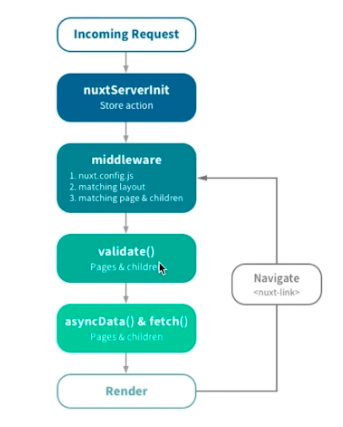 Incoming Request
nuxtServerInit
Store action
middleware
1. nuxt.config.js
2. matching layout
3. matching page & children
validate()
Pages & children
asyncData() & fetch()
Pages & children
Render
Navigate
<nuxt-link>